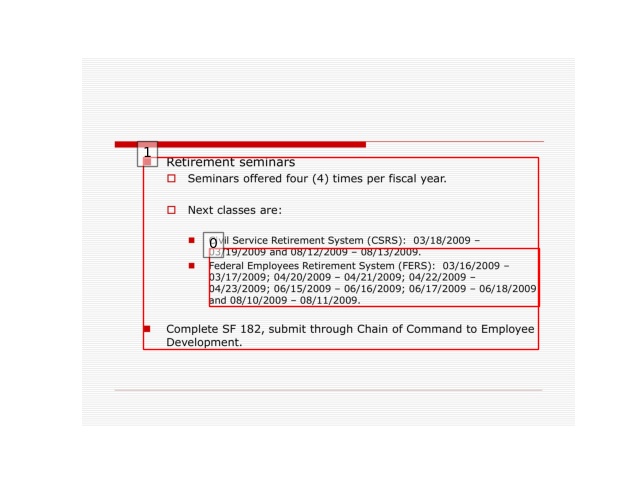 1
Retirement seminars
Seminars offered four (4) times per fiscal year.
Next classes are:
0
Civil Service Retirement System (CSRS): 03/18/2009 –
03/19/2009 and 08/12/2009 – 08/13/2009.
Federal Employees Retirement System (FERS): 03/16/2009 –
03/17/2009; 04/20/2009 – 04/21/2009; 04/22/2009 –
04/23/2009; 06/15/2009 – 06/16/2009; 06/17/2009 – 06/18/2009
and 08/10/2009 – 08/11/2009.
Complete SF 182, submit through Chain of Command to Employee
Development.